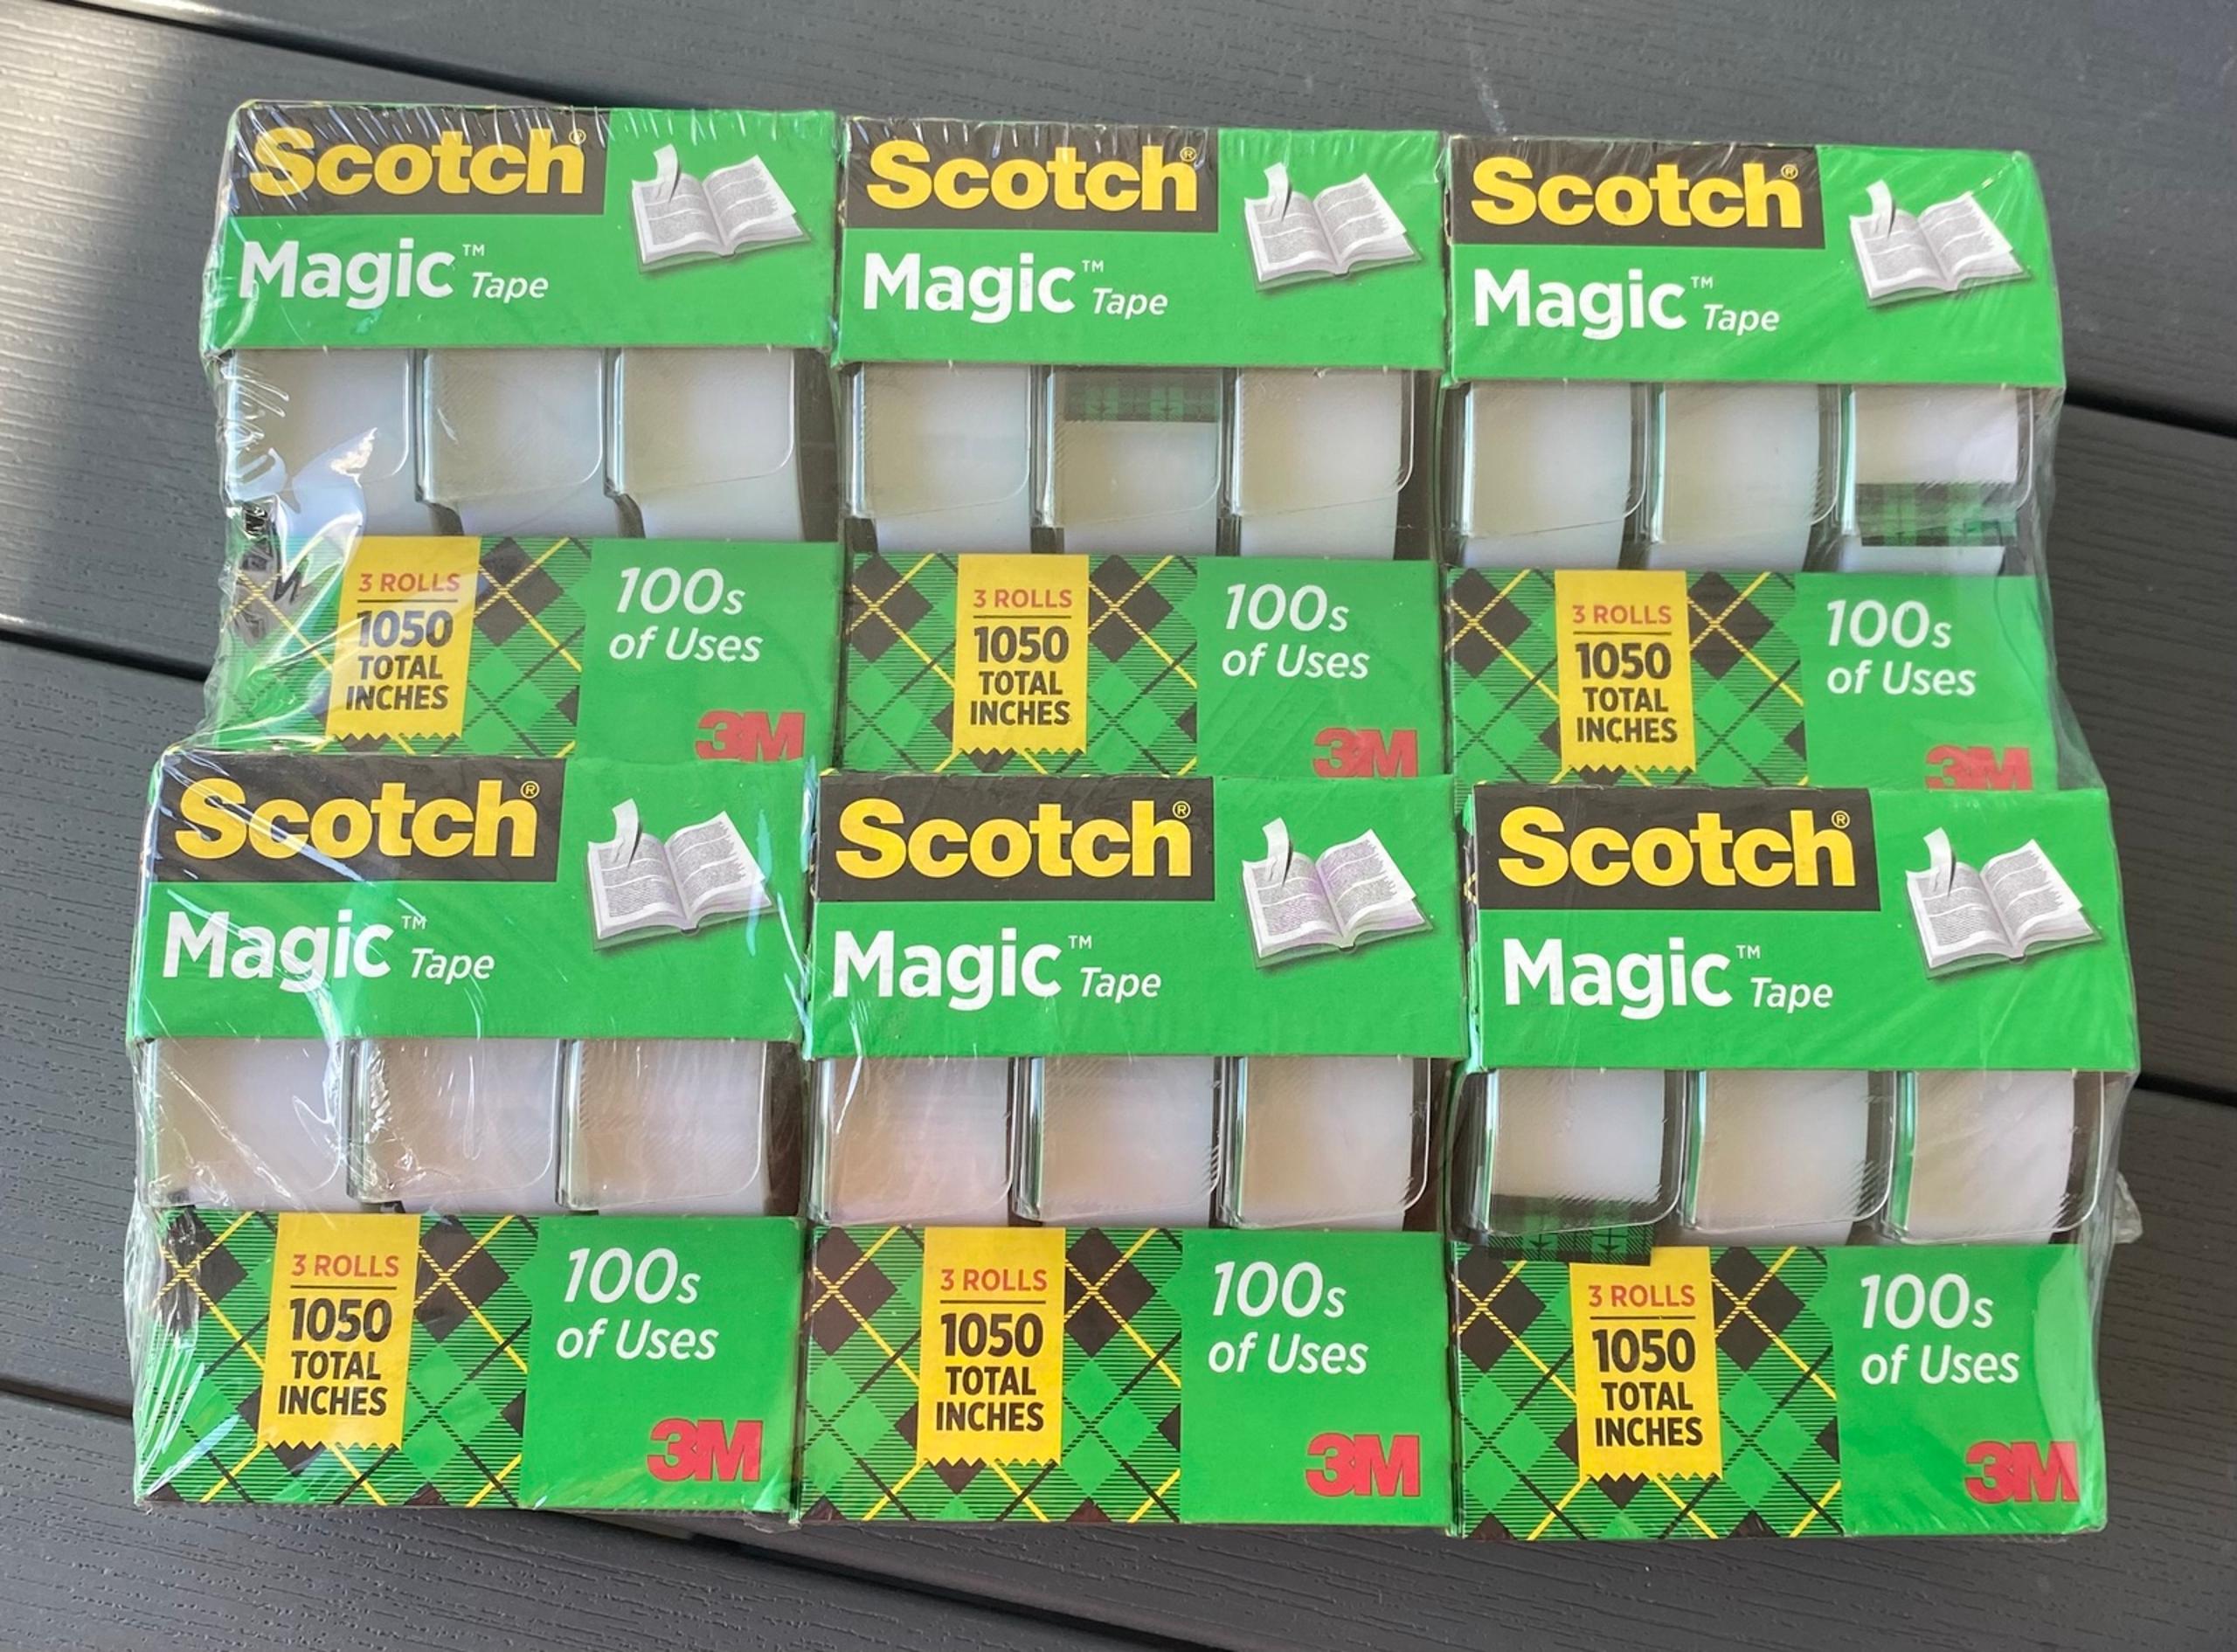 Scotch®
Magic™ Tape
3 ROLLS
1050
TOTAL
INCHES
100s
of Uses
3M
Scotch®
Magic™ Tape
3 ROLLS
1050
TOTAL
INCHES
100s
of Uses
3M
Scotch®
Magic™ Tape
3 ROLLS
1050
TOTAL
INCHES
100s
of Uses
3M
Scotch®
Magic™ Tape
3 ROLLS
1050
TOTAL
INCHES
100s
of Uses
3M
Scotch®
Magic™ Tape
3 ROLLS
1050
TOTAL
INCHES
100s
of Uses
3M
Scotch®
Magic™ Tape
3 ROLLS
1050
TOTAL
INCHES
100s
of Uses
3M